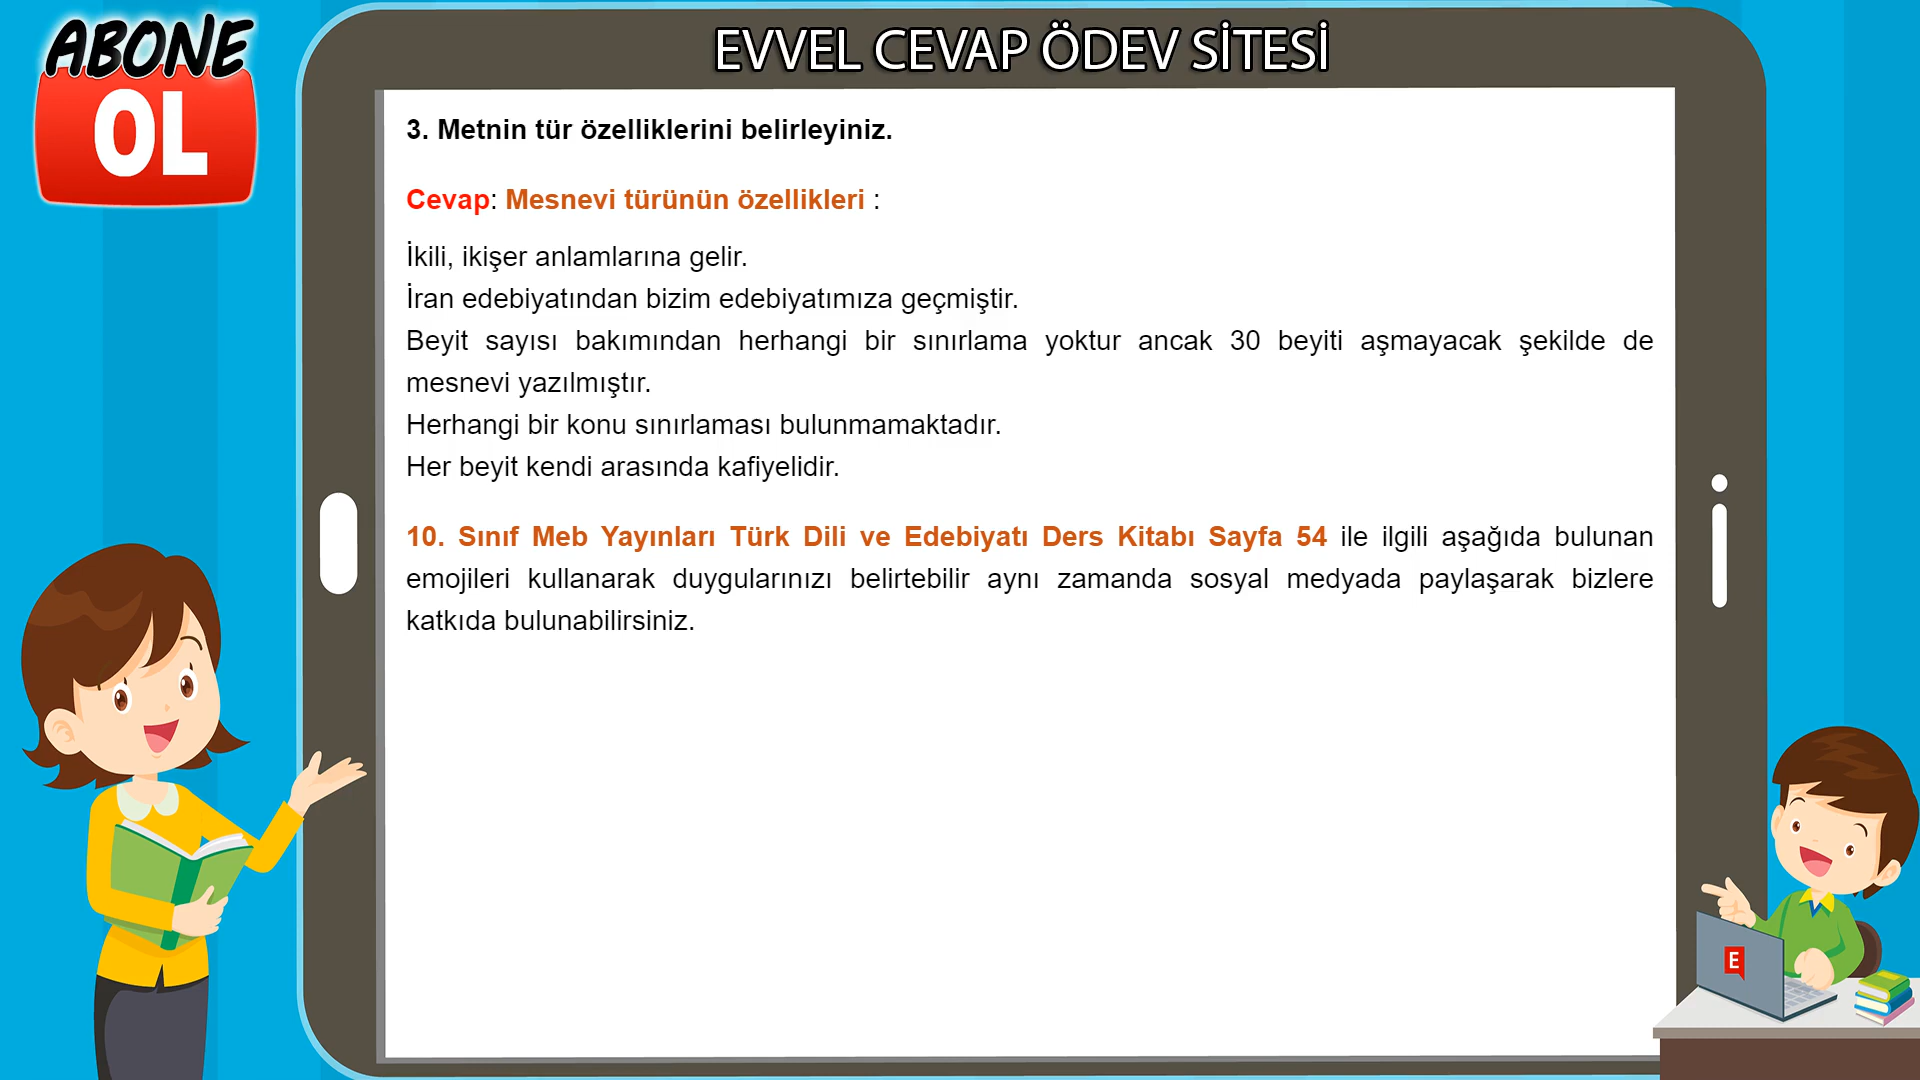 ABONE
OL
EVVEL CEVAP ÖDEV SİTESİ
3. Metnin tür özelliklerini belirleyiniz.
Cevap: Mesnevi türünün özellikleri :
İkili, ikişer anlamlarına gelir.
İran edebiyatından bizim edebiyatımıza geçmiştir.
Beyit sayısı bakımından herhangi bir sınırlama yoktur ancak 30 beyiti aşmayacak şekilde de
mesnevi yazılmıştır.
Herhangi bir konu sınırlaması bulunmamaktadır.
Her beyit kendi arasında kafiyelidir.
10. Sınıf Meb Yayınları Türk Dili ve Edebiyatı Ders Kitabı Sayfa 54 ile ilgili aşağıda bulunan
emojileri kullanarak duygularınızı belirtebilir aynı zamanda sosyal medyada paylaşarak bizlere
katkıda bulunabilirsiniz.
E